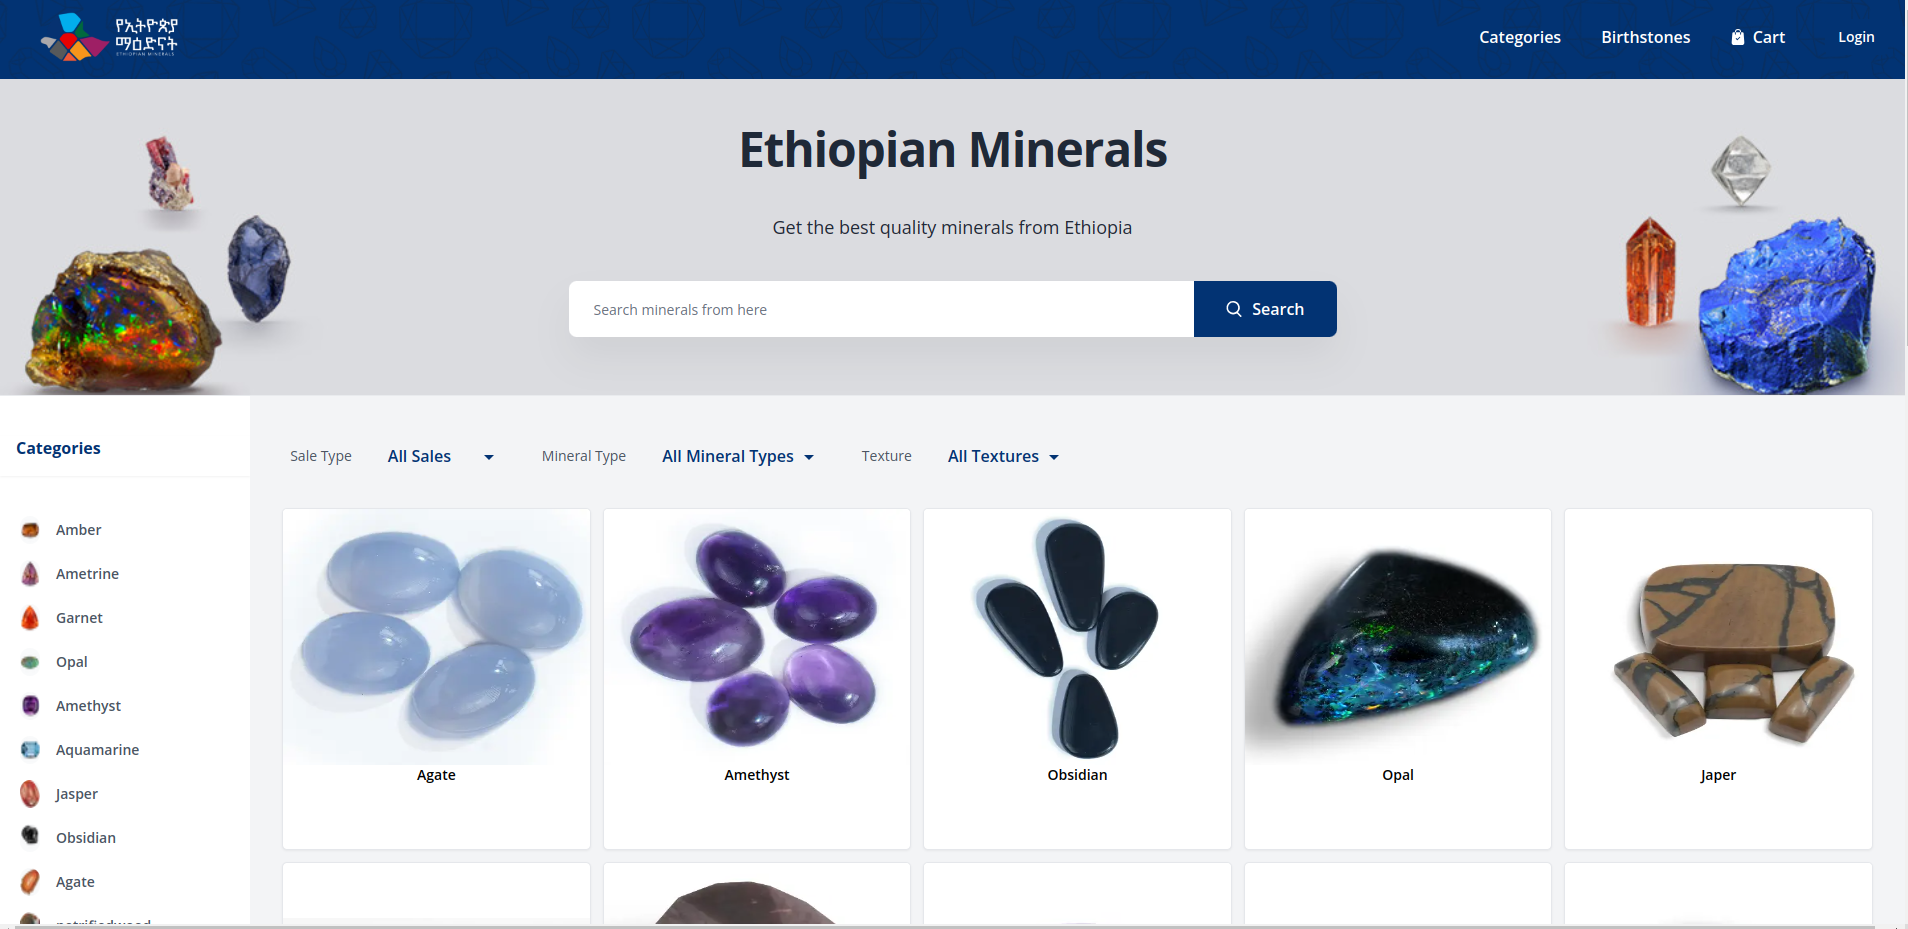 የኢትዮጵያ
ማዕድናት
ETHIOPIAN MINERALS
Categories
Birthstones
Cart
Login
Ethiopian Minerals
Get the best quality minerals from Ethiopia
Search minerals from here
Search
Categories
Amber
Ametrine
Garnet
Opal
Amethyst
Aquamarine
Jasper
Obsidian
Agate
Sale Type All Sales
Mineral Type All Mineral Types
Texture All Textures
Agate
Amethyst
Obsidian
Opal
Japer